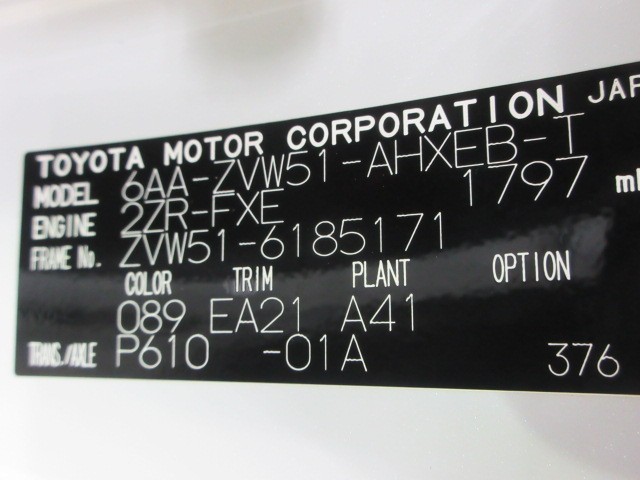 TOYOTA MOTOR CORPORATION JAP
MODEL 6AA-ZVW51-AHXEB-T
ENGINE 2ZR-FXE 1797 ml
FRAME No. ZVW51-6185171
COLOR TRIM PLANT OPTION
089 EA21 A41
TRANS./AXLE P610 -01A 376